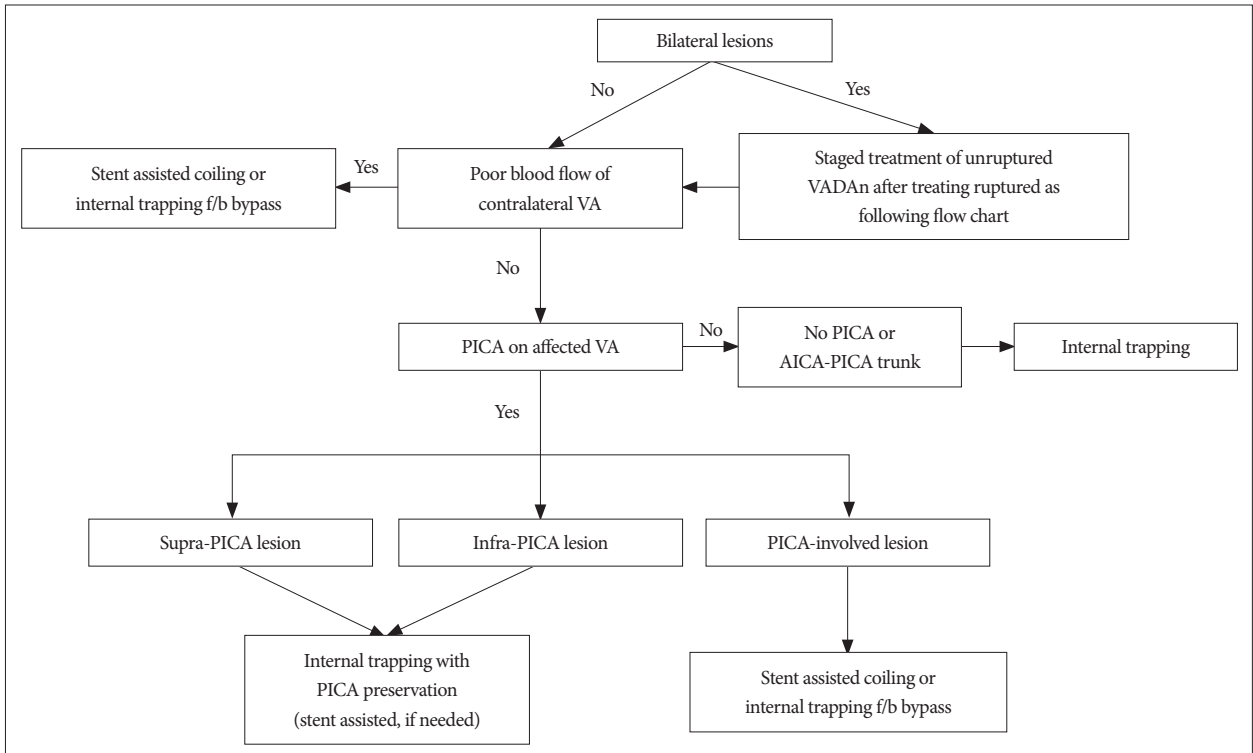 Bilateral lesions
No
Yes
Stent assisted coiling or
internal trapping f/b bypass
Yes
Poor blood flow of
contralateral VA
Staged treatment of unruptured
VADAn after treating ruptured as
following flow chart
No
PICA on affected VA
No
No PICA or
AICA-PICA trunk
Internal trapping
Yes
Supra-PICA lesion
Infra-PICA lesion
PICA-involved lesion
Internal trapping with
PICA preservation
(stent assisted, if needed)
Stent assisted coiling or
internal trapping f/b bypass